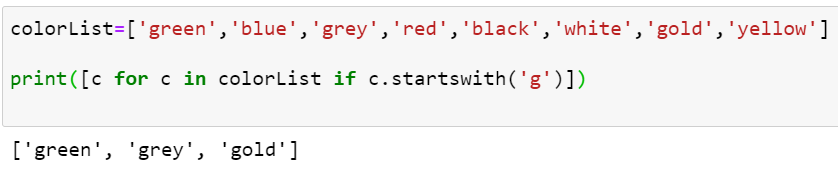 colorList=['green','blue','grey','red','black','white','gold','yellow']
print([c for c in colorList if c.startswith('g')])
['green', 'grey', 'gold']